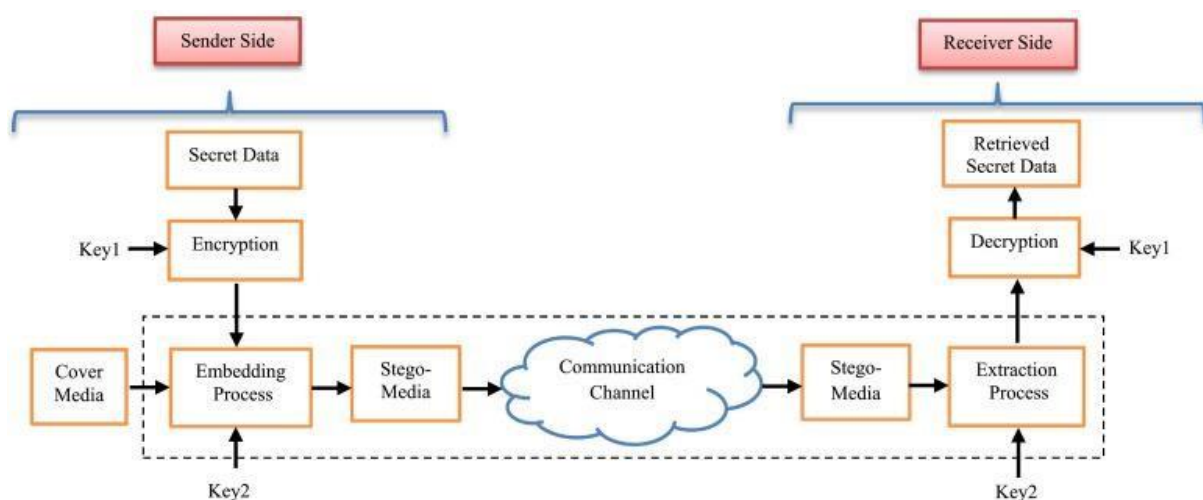 Sender Side
Receiver Side
Secret Data
Retrieved
Secret Data
Key1
Encryption
Decryption
Key1
Cover
Media
Embedding
Process
Stego-
Media
Communication
Channel
Stego-
Media
Extraction
Process
Key2
Key2